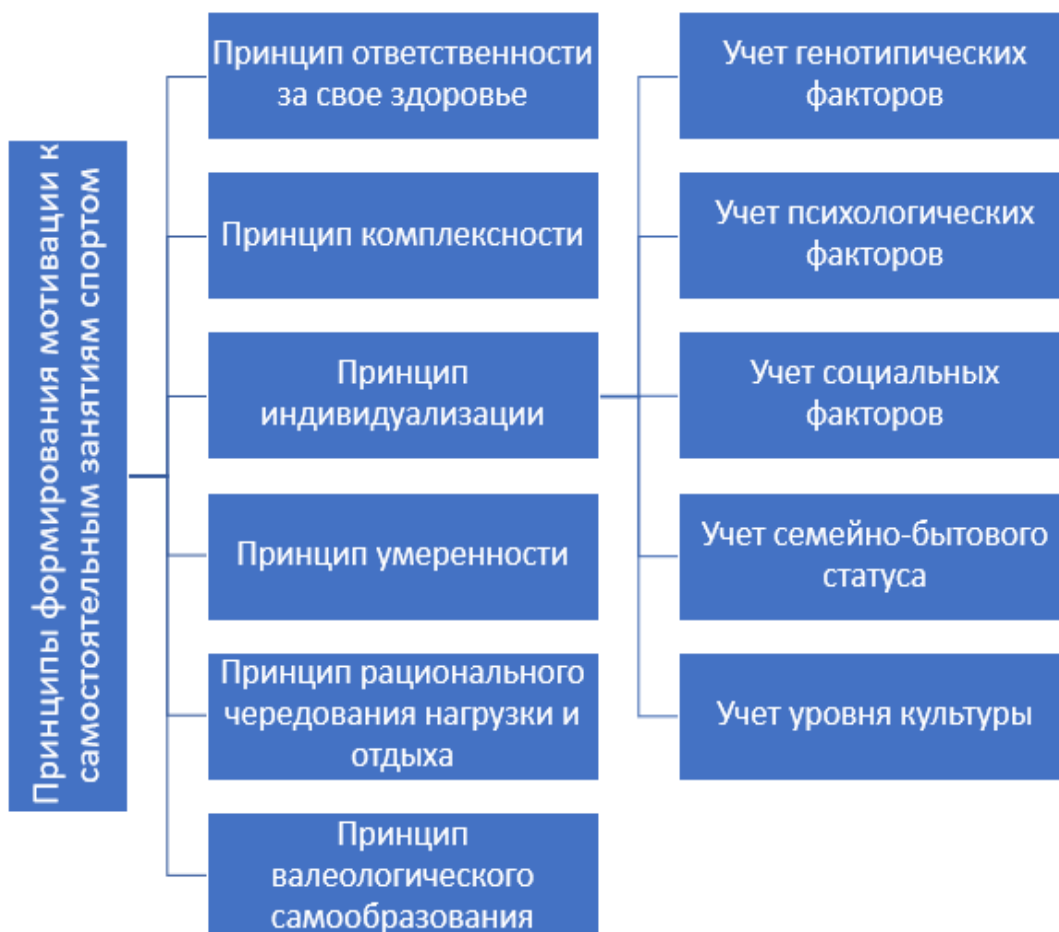 Принципы формирования мотивации к
самостоятельным занятиям спортом
Принцип ответственности
за свое здоровье
Принцип комплексности
Принцип
индивидуализации
Принцип умеренности
Принцип рационального
чередования нагрузки и
отдыха
Принцип
валеологического
самообразования
Учет генотипических
факторов
Учет психологических
факторов
Учет социальных
факторов
Учет семейно-бытового
статуса
Учет уровня культуры